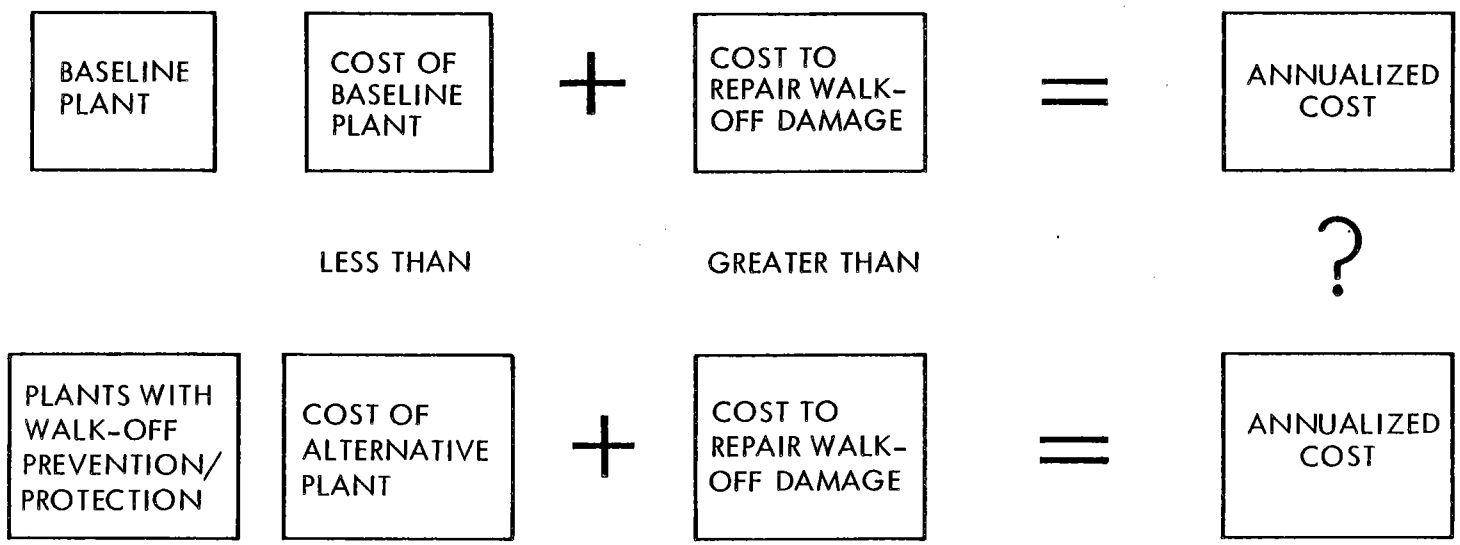 BASELINE
PLANT
COST OF
BASELINE
PLANT
+
COST TO
REPAIR WALK-
OFF DAMAGE
=
ANNUALIZED
COST
LESS THAN
GREATER THAN
?
PLANTS WITH
WALK-OFF
PREVENTION/
PROTECTION
COST OF
ALTERNATIVE
PLANT
+
COST TO
REPAIR WALK-
OFF DAMAGE
=
ANNUALIZED
COST